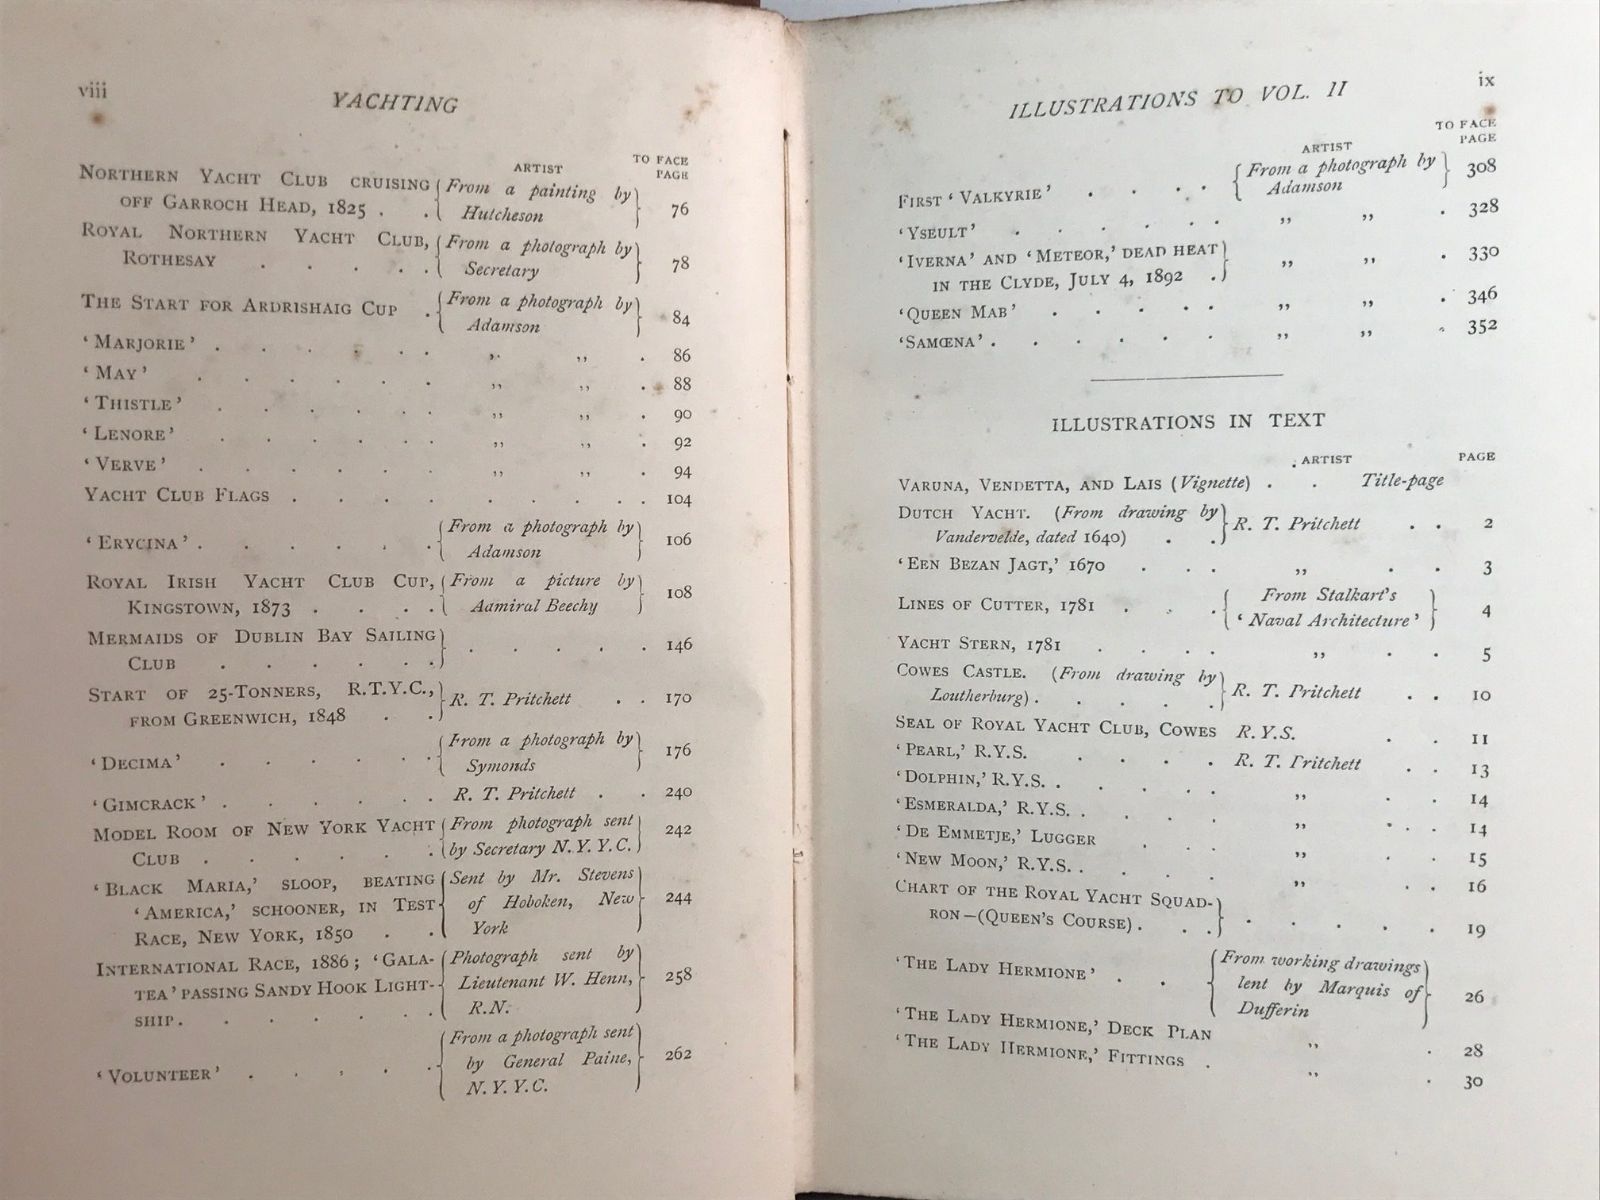 viii
YACHTING
ARTIST TO FACE PAGE
NORTHERN YACHT CLUB CRUISING { From a painting by }
OFF GARROCH HEAD, 1825 . . { Hutcheson } 76
ROYAL NORTHERN YACHT CLUB, { From a photograph by }
ROTHESAY . . . . . { Secretary } 78
THE START FOR ARDRISHAIG CUP . { From a photograph by
Adamson } 84
‘MARJORIE’ . . . . . . ,, ,, . 86
‘MAY’ . . . . . ,, ,, . 88
‘THISTLE’ . . . . . ,, ,, . 90
‘LENORE’ . . . . . ,, ,, . 92
‘VERVE’ . . . . . ,, ,, . 94
YACHT CLUB FLAGS . . . . . . . . . 104
‘ERYCINA’ . . . . . . { From a photograph by
Adamson } 106
ROYAL IRISH YACHT CLUB CUP, { From a picture by }
KINGSTOWN, 1873 . . . . { Aamiral Beechy } 108
MERMAIDS OF DUBLIN BAY SAILING }
CLUB . . . . . . } . . . . . 146
START OF 25-TONNERS, R.T.Y.C., }
FROM GREENWICH, 1848 . . } R. T. Pritchett . . 170
‘DECIMA’ . . . . . { From a photograph by
Symonds } 176
‘GIMCRACK’ . . . . . . R. T. Pritchett . . 240
MODEL ROOM OF NEW YORK YACHT { From photograph sent }
CLUB . . . . . . { by Secretary N.Y.Y.C. } 242
‘BLACK MARIA,’ SLOOP, BEATING { Sent by Mr. Stevens
‘AMERICA,’ SCHOONER, IN TEST of Hoboken, New } 244
RACE, NEW YORK, 1850 . . York
INTERNATIONAL RACE, 1886; ‘GALA- { Photograph sent by
TEA’ PASSING SANDY HOOK LIGHT- Lieutenant W. Henn, } 258
SHIP . . . . . . R.N.
‘VOLUNTEER’ . . . . . { From a photograph sent
by General Paine, } 262
N.Y.Y.C.
ILLUSTRATIONS TO VOL. II
ix
ARTIST TO FACE PAGE
FIRST ‘VALKYRIE’ . . . . { From a photograph by
Adamson } 308
‘YSEULT’ . . . . . . ,, ,, . 328
‘IVERNA’ AND ‘METEOR,’ DEAD HEAT }
IN THE CLYDE, JULY 4, 1892 . } ,, ,, . 330
‘QUEEN MAB’ . . . . . ,, ,, . 346
‘SAMŒNA’ . . . . . . ,, ,, . 352
ILLUSTRATIONS IN TEXT
ARTIST PAGE
VARUNA, VENDETTA, AND LAIS (Vignette) . . Title-page
DUTCH YACHT. (From drawing by }
Vandervelde, dated 1640) . . } R. T. Pritchett . . 2
‘EEN BEZAN JAGT,’ 1670 . . . ,, . . 3
LINES OF CUTTER, 1781 . . . { From Stalkart’s
‘Naval Architecture’ } 4
YACHT STERN, 1781 . . . . ,, . . 5
COWES CASTLE. (From drawing by }
Loutherburg) . . . . . } R. T. Pritchett . . 10
SEAL OF ROYAL YACHT CLUB, COWES R.Y.S. . . 11
‘PEARL,’ R.Y.S. . . . . R. T. Pritchett . . 13
‘DOLPHIN,’ R.Y.S. . . . . . ,, . . 14
‘ESMERALDA,’ R.Y.S. . . . . ,, . . . 14
‘DE EMMETJE,’ LUGGER . . . ,, . . 15
‘NEW MOON,’ R.Y.S. . . . . ,, . . 16
CHART OF THE ROYAL YACHT SQUAD- }
RON—(QUEEN’S COURSE) . . . } . . . . . 19
‘THE LADY HERMIONE’ . . { From working drawings
lent by Marquis of } 26
Dufferin
‘THE LADY HERMIONE,’ DECK PLAN ,, . 28
‘THE LADY HERMIONE,’ FITTINGS . ,, . 30